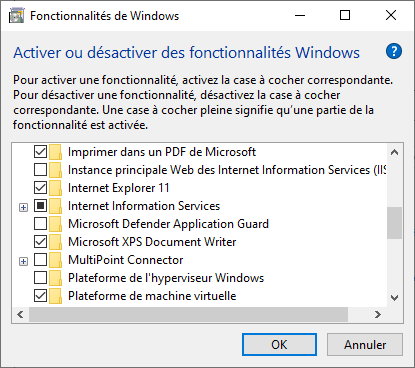 Fonctionnalités de Windows
Activer ou désactiver des fonctionnalités Windows
?
Pour activer une fonctionnalité, activez la case à cocher correspondante.
Pour désactiver une fonctionnalité, désactivez la case à cocher
correspondante. Une case à cocher pleine signifie qu'une partie de la
fonctionnalité est activée.
Imprimer dans un PDF de Microsoft
Instance principale Web des Internet Information Services (IIS
Internet Explorer 11
Internet Information Services
Microsoft Defender Application Guard
Microsoft XPS Document Writer
MultiPoint Connector
Plateforme de l'hyperviseur Windows
Plateforme de machine virtuelle
OK
Annuler